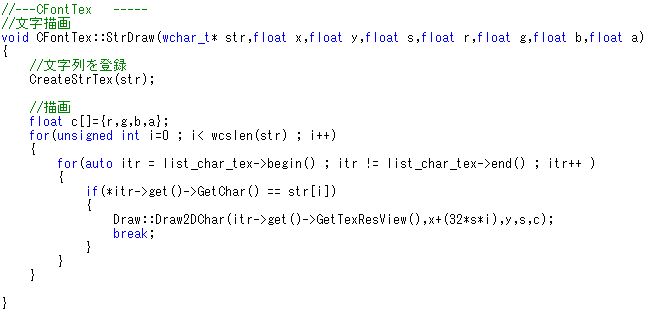 //---CFontTex   -----
//文字描画
void CFontTex::StrDraw(wchar_t* str,float x,float y,float s,float r,float g,float b,float a)
{
    //文字列を登録
    CreateStrTex(str);

    //描画
    float c[]={r,g,b,a};
    for(unsigned int i=0 ; i< wcslen(str) ; i++)
    {
        for(auto itr = list_char_tex->begin() ; itr != list_char_tex->end() ; itr++ )
        {
            if(*itr->get()->GetChar() == str[i])
            {
                Draw::Draw2DChar(itr->get()->GetTexResView(),x+(32*s*i),y,s,c);
                break;
            }
        }
    }

}